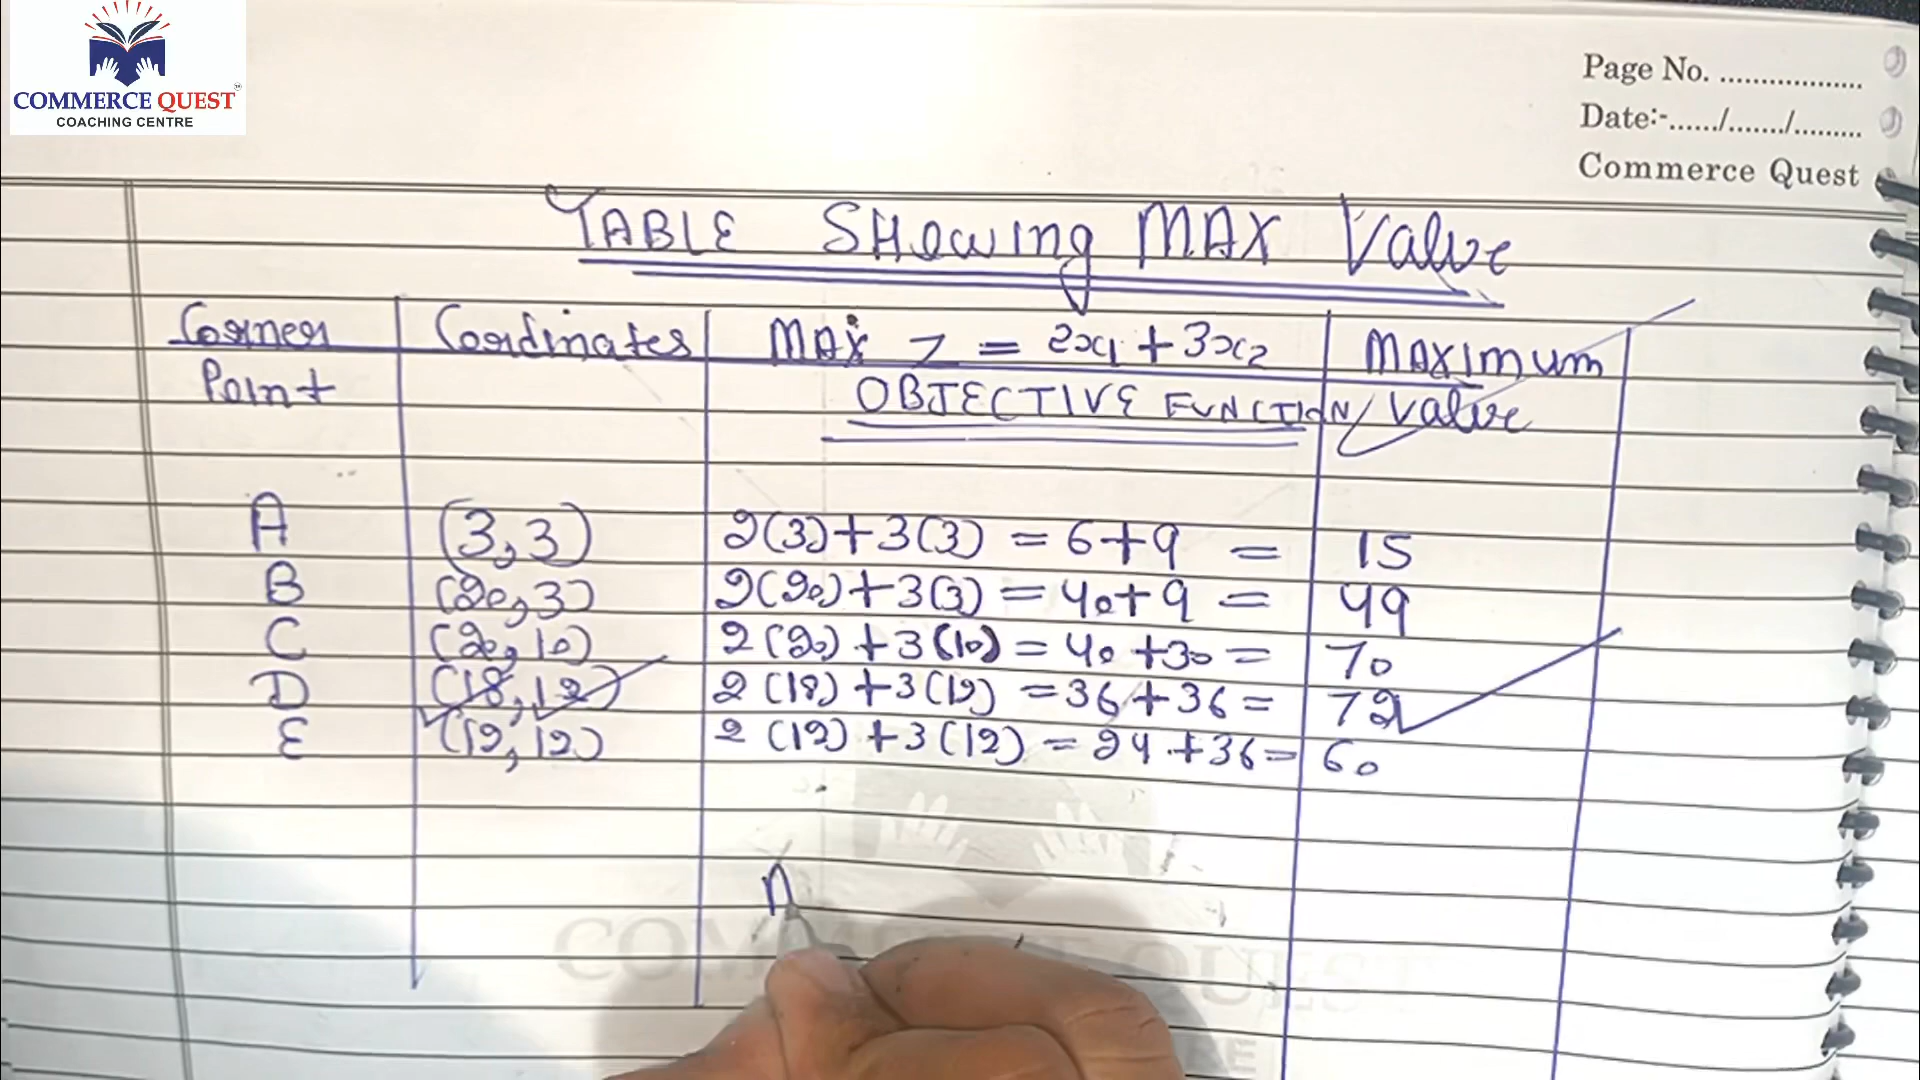 COMMERCE QUEST
COACHING CENTRE
Page No. ..................
Date:-....../......./.........
Commerce Quest
TABLE SHowing MAX Value
Corner Point | Cordinates | MAX Z = 2x1 + 3x2 OBJECTIVE FUNCTION | MAXIMUM Value
A (3,3) 2(3)+3(3) = 6+9 = 15
B (20,3) 2(20)+3(3) = 40+9 = 49
C (20,10) 2(20)+3(10) = 40+30 = 70
D (18,12) 2(18)+3(12) = 36+36 = 72
E (12,12) 2(12)+3(12) = 24+36 = 60
COMMERCE QUEST